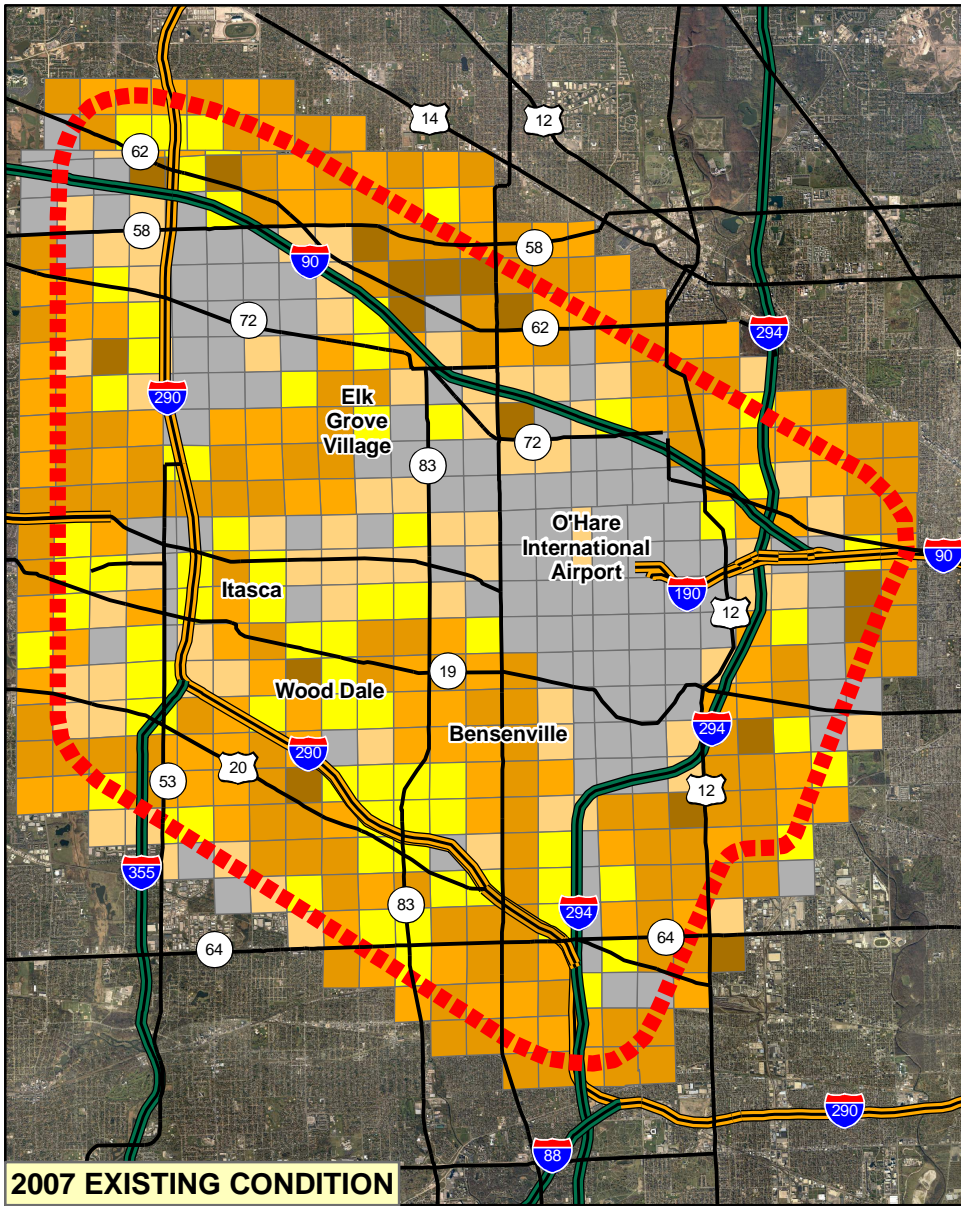 14
12
62
58
58
90
72
62
294
290
Elk
Grove
Village
72
83
O'Hare
International
Airport
90
190
12
Itasca
19
Wood Dale
Bensenville
294
290
20
53
12
355
83
294
64
64
290
88
2007 EXISTING CONDITION